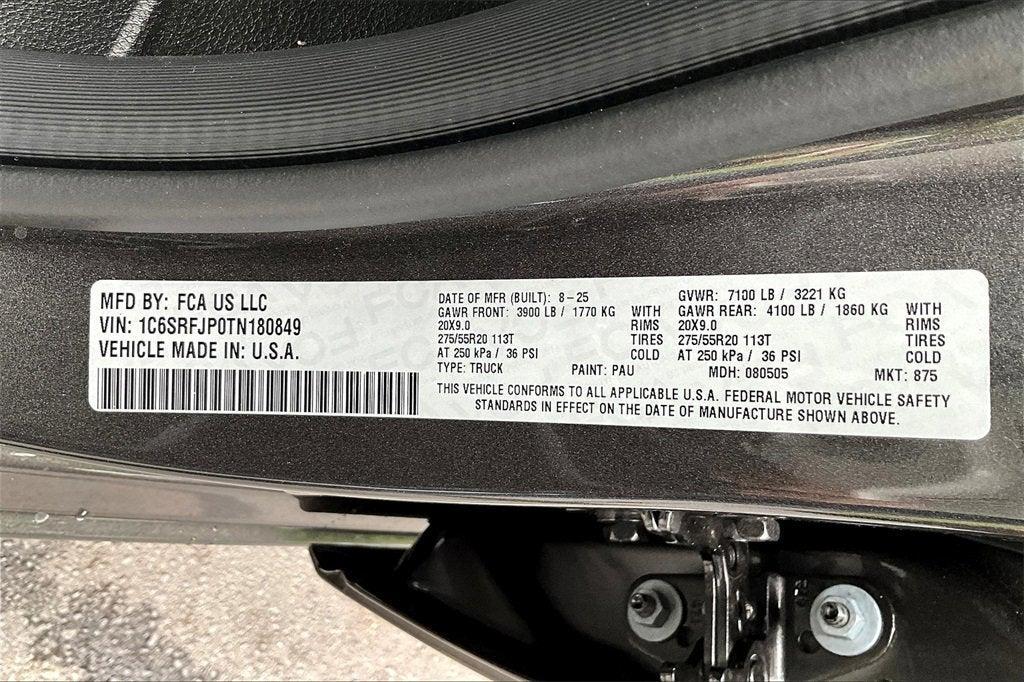 MFD BY: FCA US LLC
VIN: 1C6SRFJP0TN180849
VEHICLE MADE IN: U.S.A.
DATE OF MFR (BUILT): 8-25
GAWR FRONT: 3900 LB / 1770 KG WITH
20X9.0 RIMS
275/55R20 113T TIRES
AT 250 kPa / 36 PSI COLD
GVWR: 7100 LB / 3221 KG
GAWR REAR: 4100 LB / 1860 KG WITH
20X9.0 RIMS
275/55R20 113T TIRES
AT 250 kPa / 36 PSI COLD
TYPE: TRUCK PAINT: PAU MDH: 080505 MKT: 875
THIS VEHICLE CONFORMS TO ALL APPLICABLE U.S.A. FEDERAL MOTOR VEHICLE SAFETY
STANDARDS IN EFFECT ON THE DATE OF MANUFACTURE SHOWN ABOVE.